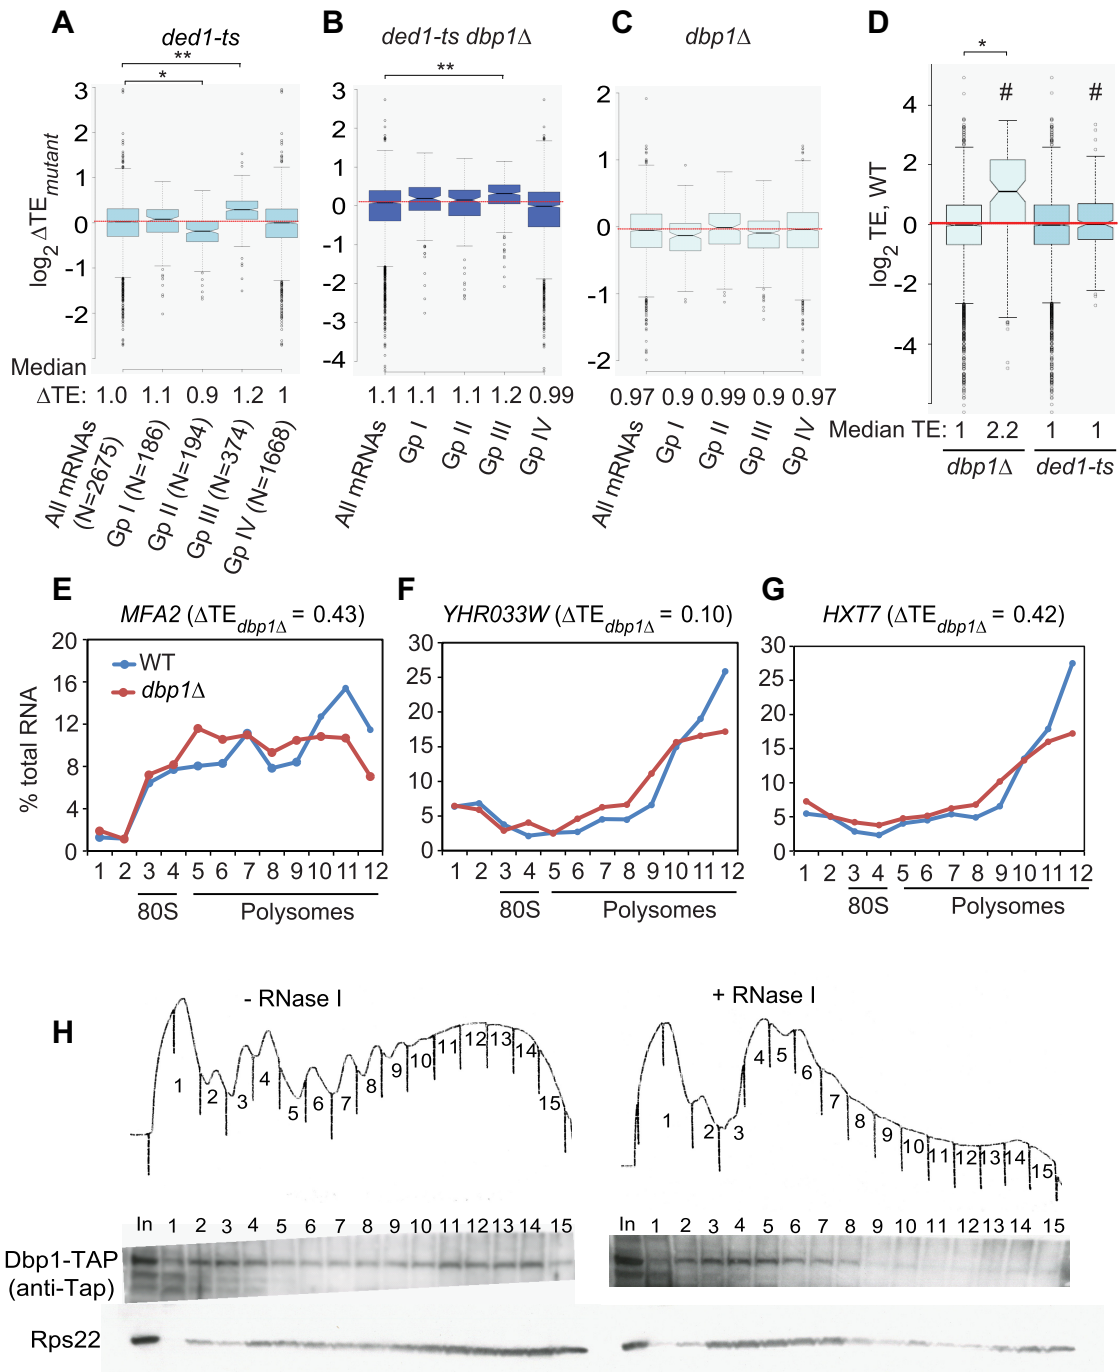 A
ded1-ts
**
*
log2 ΔTEmutant
3
2
1
0
-1
-2
Median
ΔTE: 1.0 1.1 0.9 1.2 1
All mRNAs (N=2675)
Gp I (N=186)
Gp II (N=194)
Gp III (N=374)
Gp IV (N=1668)
B
ded1-ts dbp1Δ
**
3
2
1
0
-1
-2
-3
-4
1.1 1.1 1.1 1.2 0.99
All mRNAs
Gp I
Gp II
Gp III
Gp IV
C
dbp1Δ
2
1
0
-1
-2
0.97 0.9 0.99 0.9 0.97
All mRNAs
Gp I
Gp II
Gp III
Gp IV
D
*
# #
log2 TE, WT
4
2
0
-2
-4
Median TE: 1 2.2 1 1
dbp1Δ ded1-ts
E
MFA2 (ΔTEdbp1Δ = 0.43)
WT
dbp1Δ
% total RNA
20
16
12
8
4
0
1 2 3 4 5 6 7 8 9 10 11 12
80S Polysomes
F
YHR033W (ΔTEdbp1Δ = 0.10)
30
25
20
15
10
5
0
1 2 3 4 5 6 7 8 9 10 11 12
80S Polysomes
G
HXT7 (ΔTEdbp1Δ = 0.42)
30
25
20
15
10
5
0
1 2 3 4 5 6 7 8 9 10 11 12
80S Polysomes
H
- RNase I
1 2 3 4 5 6 7 8 9 10 11 12 13 14 15
+ RNase I
1 2 3 4 5 6 7 8 9 10 11 12 13 14 15
In 1 2 3 4 5 6 7 8 9 10 11 12 13 14 15
In 1 2 3 4 5 6 7 8 9 10 11 12 13 14 15
Dbp1-TAP
(anti-Tap)
Rps22